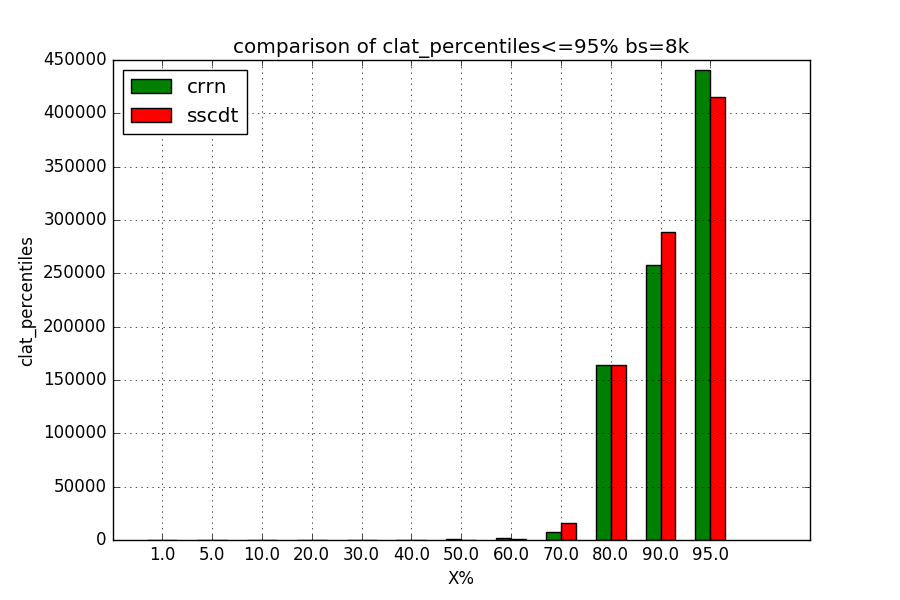 comparison of clat_percentiles<=95% bs=8k
450000
400000
350000
300000
250000
200000
150000
100000
50000
0
clat_percentiles
crrn
sscdt
1.0 5.0 10.0 20.0 30.0 40.0 50.0 60.0 70.0 80.0 90.0 95.0
X%